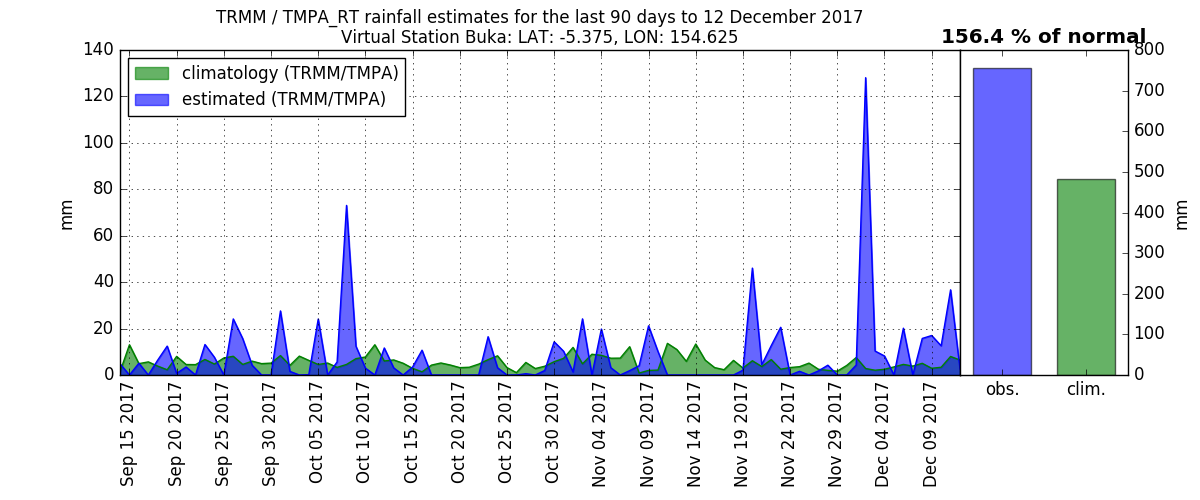 TRMM / TMPA_RT rainfall estimates for the last 90 days to 12 December 2017
Virtual Station Buka: LAT: -5.375, LON: 154.625
156.4 % of normal
climatology (TRMM/TMPA)
estimated (TRMM/TMPA)
mm
140
120
100
80
60
40
20
0
Sep 15 2017
Sep 20 2017
Sep 25 2017
Sep 30 2017
Oct 05 2017
Oct 10 2017
Oct 15 2017
Oct 20 2017
Oct 25 2017
Oct 30 2017
Nov 04 2017
Nov 09 2017
Nov 14 2017
Nov 19 2017
Nov 24 2017
Nov 29 2017
Dec 04 2017
Dec 09 2017
obs.
clim.
800
700
600
500
400
300
200
100
0
mm